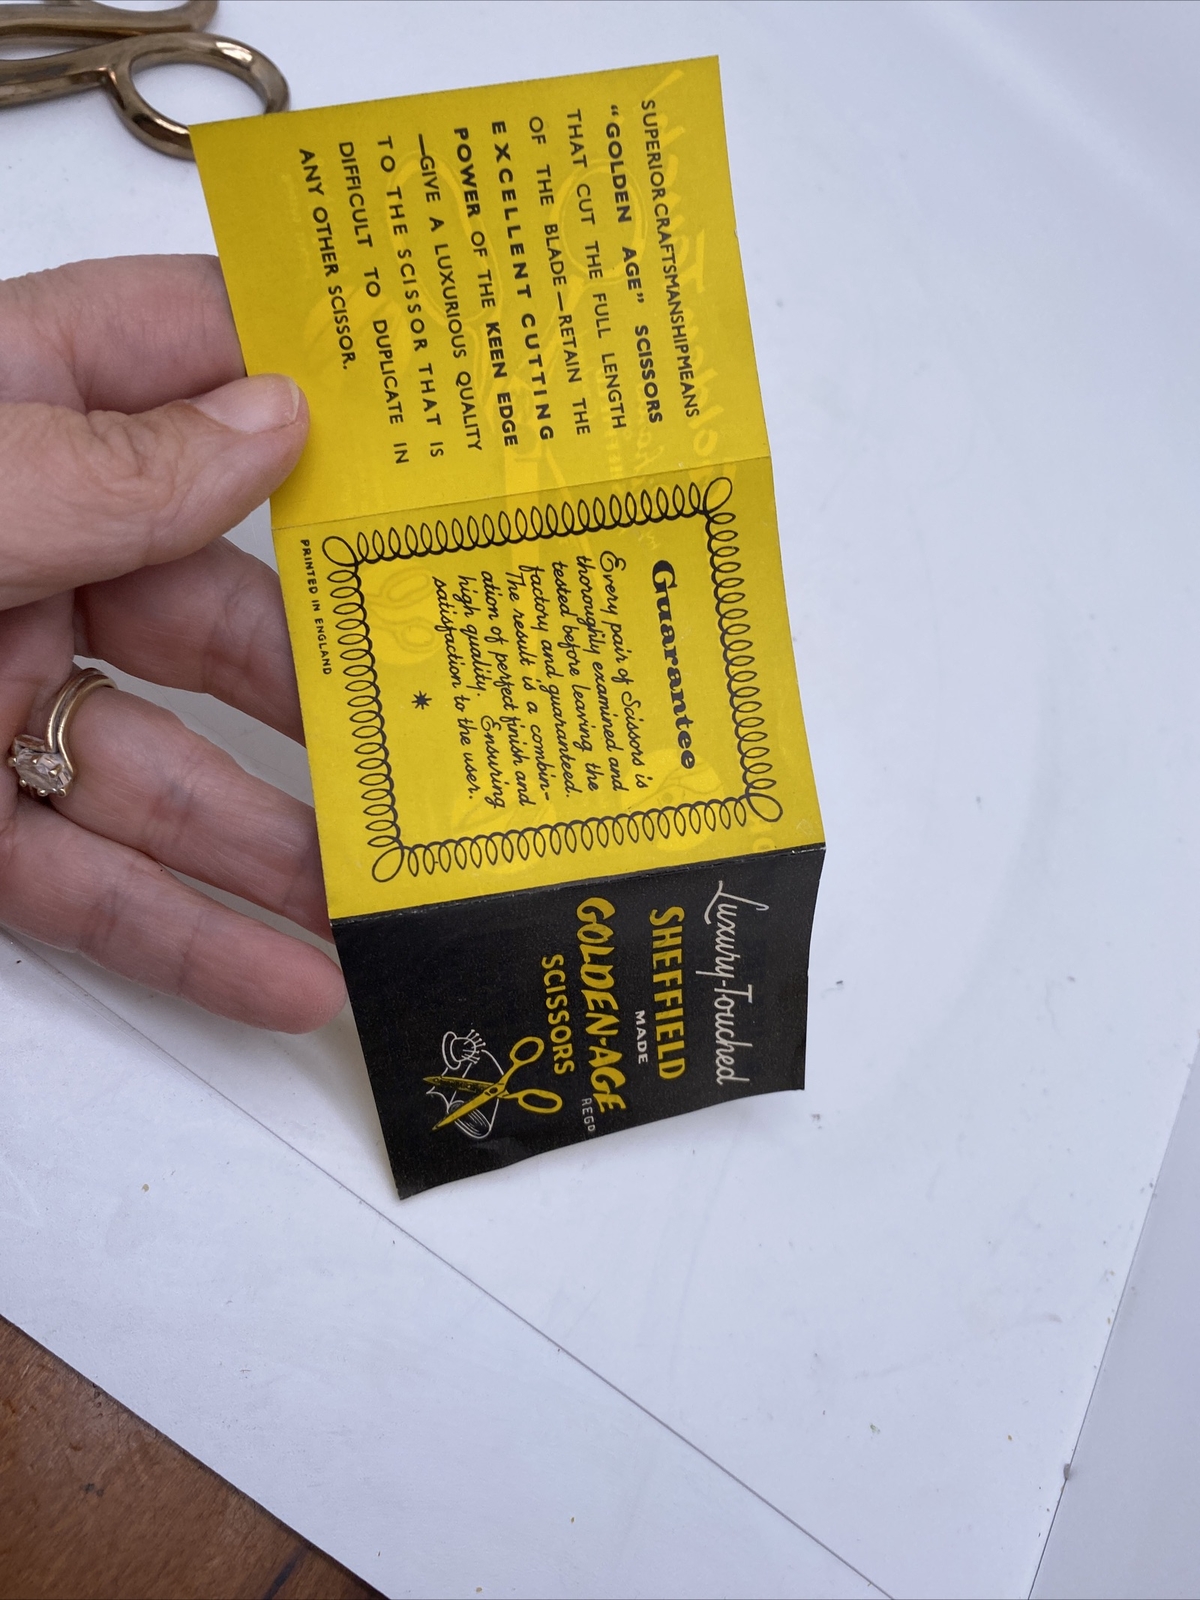 SUPERIOR CRAFTSMANSHIP MEANS
"GOLDEN AGE" SCISSORS
THAT CUT THE FULL LENGTH
OF THE BLADE—RETAIN THE
EXCELLENT CUTTING
POWER OF THE KEEN EDGE
—GIVE A LUXURIOUS QUALITY
TO THE SCISSOR THAT IS
DIFFICULT TO DUPLICATE IN
ANY OTHER SCISSOR.
Guarantee
Every pair of Scissors is
thoroughly examined and
tested before leaving the
factory and guaranteed.
The result is a combin-
ation of perfect finish and
high quality. Ensuring
satisfaction to the user.
*
PRINTED IN ENGLAND
Luxury-Touched
SHEFFIELD
MADE
GOLDEN-AGE REGD
SCISSORS